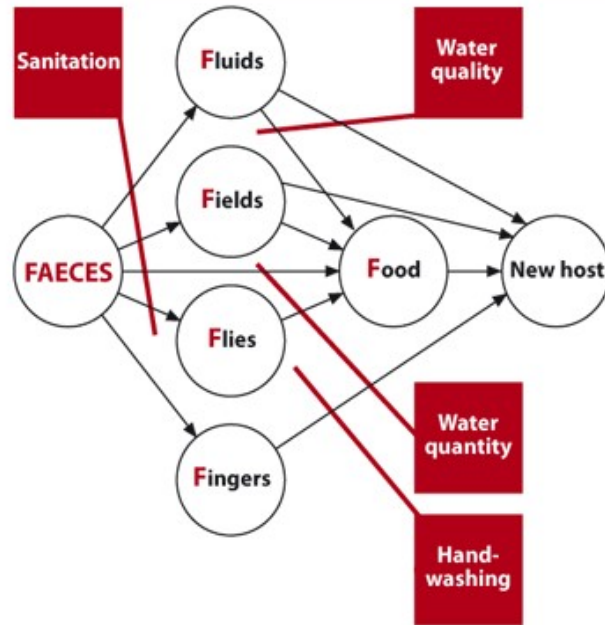 Sanitation
Fluids
Water
quality
Fields
FAECES
Food
New host
Flies
Water
quantity
Fingers
Hand-
washing